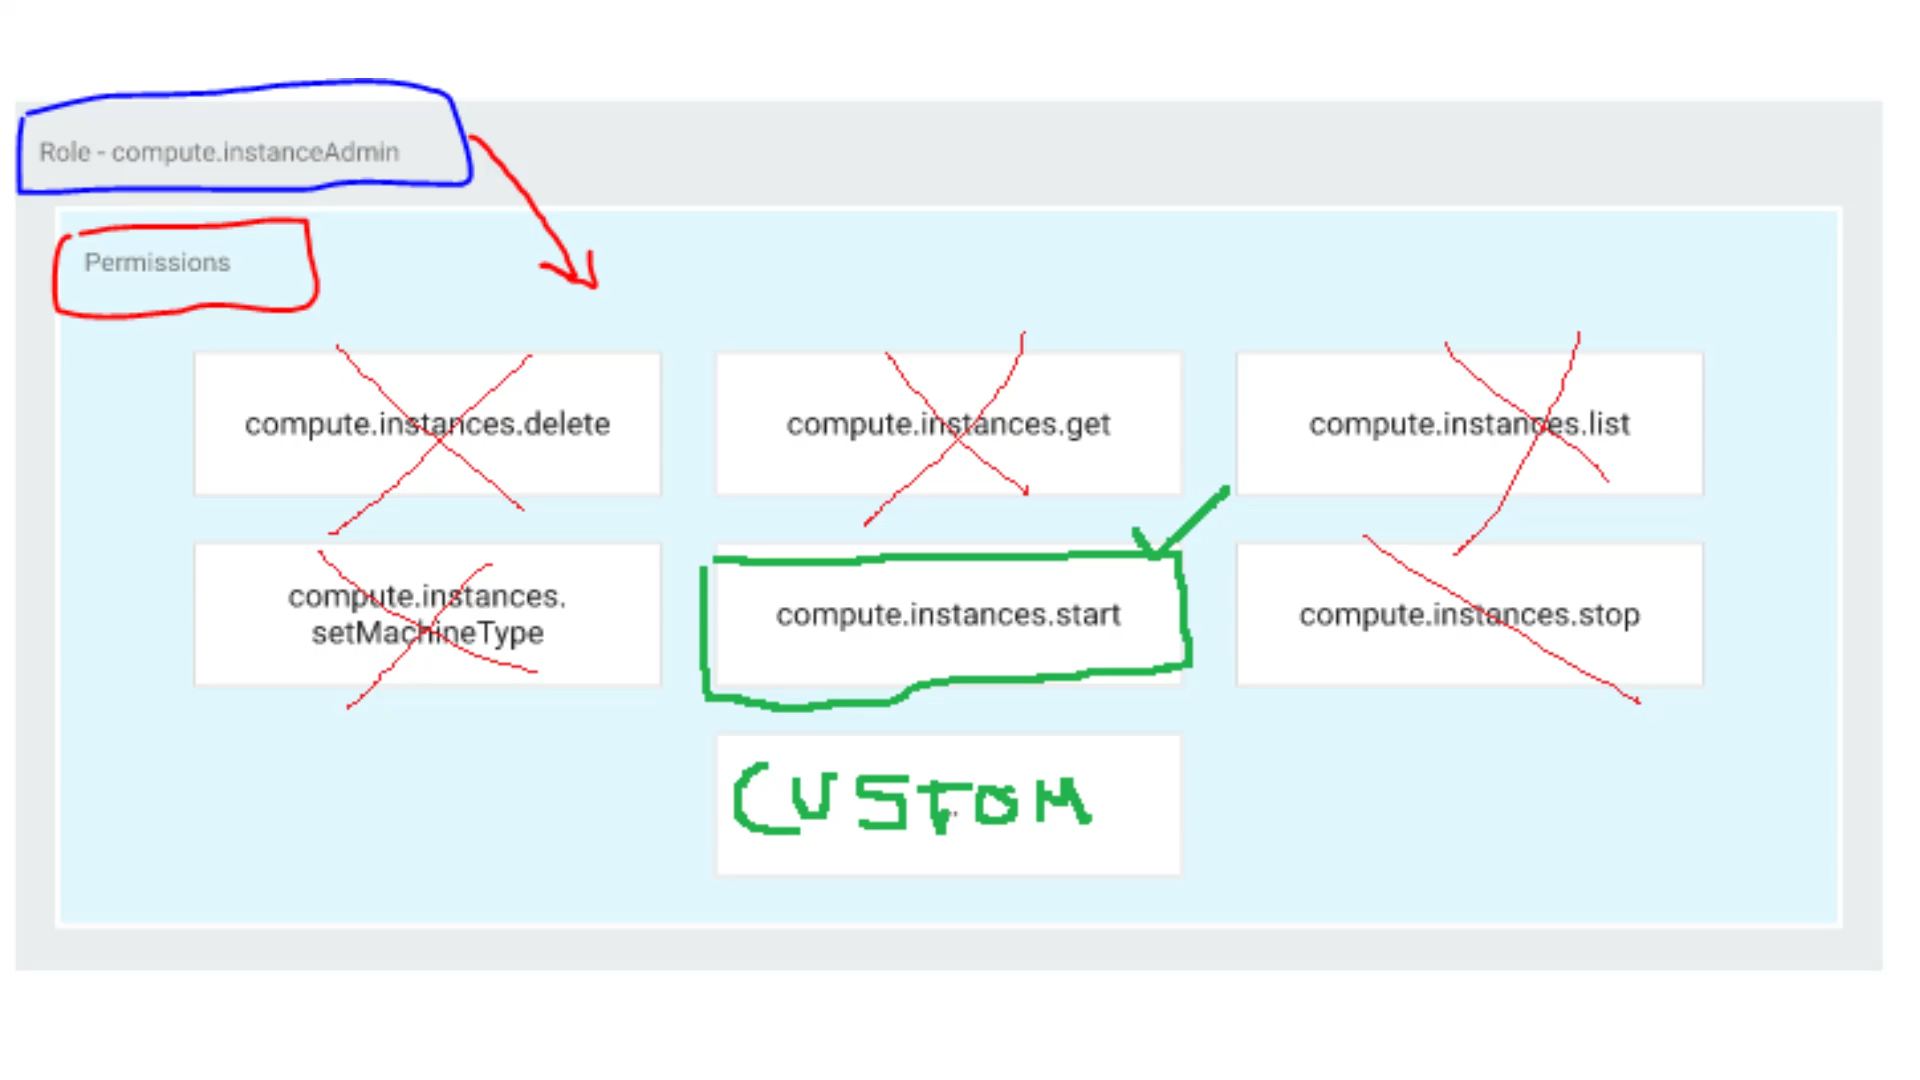 Role - compute.instanceAdmin
Permissions
compute.instances.delete
compute.instances.get
compute.instances.list
compute.instances.
setMachineType
compute.instances.start
compute.instances.stop
CUSTOM